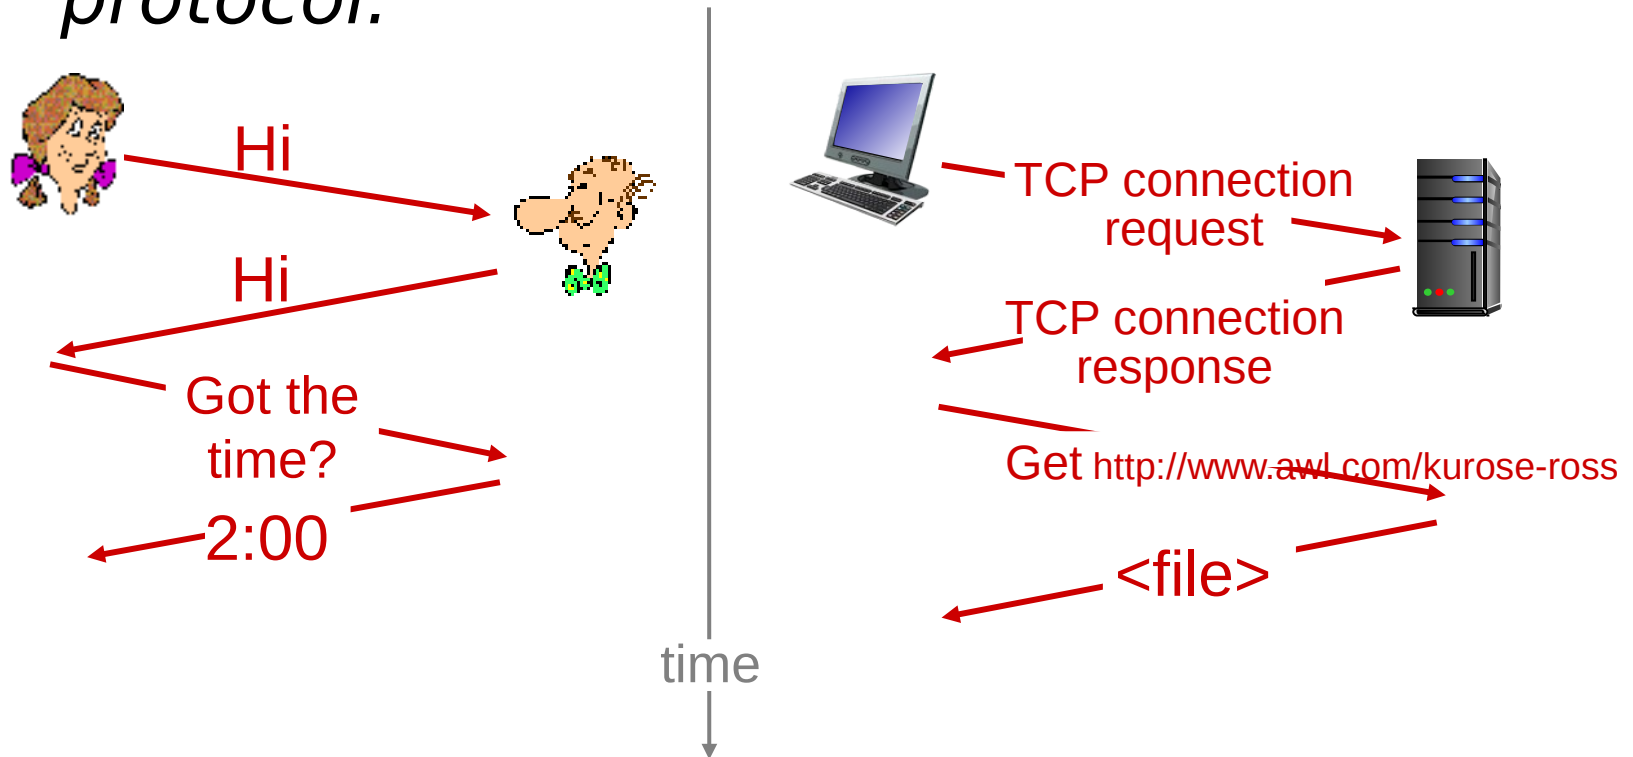 protocol:
Hi
Hi
Got the
time?
2:00
TCP connection
request
TCP connection
response
Get http://www.awl.com/kurose-ross
<file>
time